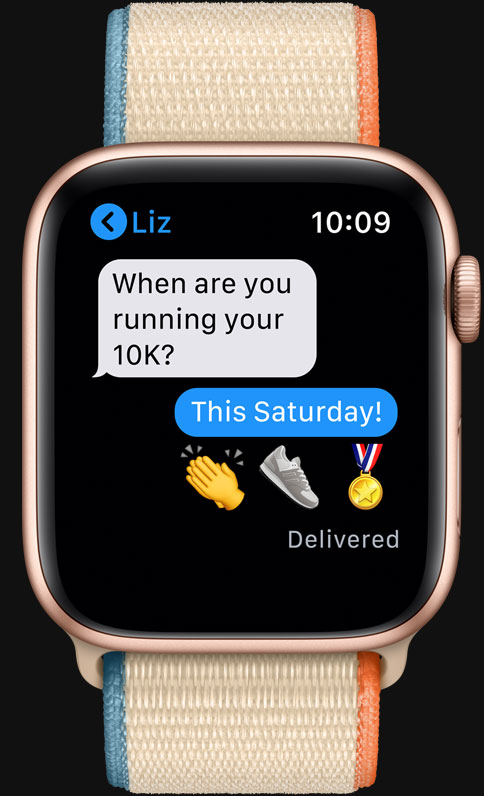 Liz 10:09
When are you
running your
10K?
This Saturday!
👏 👟 🏅
Delivered